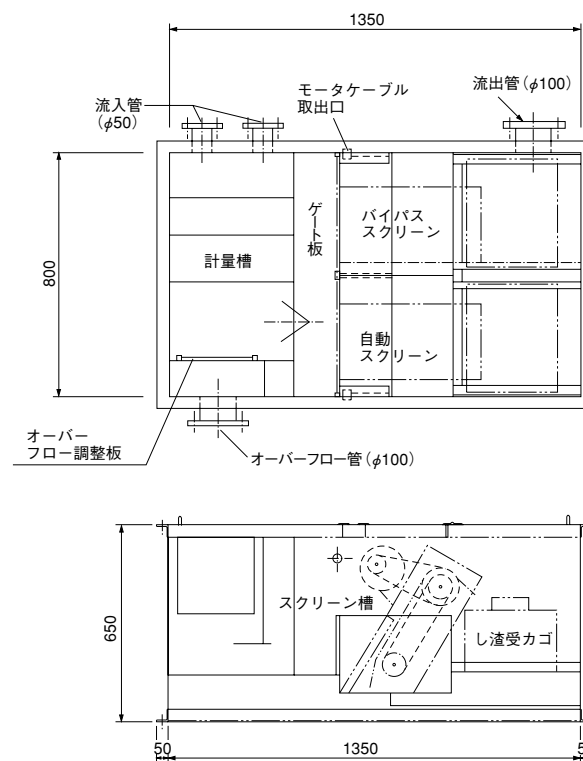 1350
流入管
(φ50)
モータケーブル
取出口
流出管(φ100)
ゲート板
バイパス
スクリーン
計量槽
800
自動
スクリーン
オーバー
フロー調整板
オーバーフロー管(φ100)
スクリーン槽
し渣受カゴ
650
50
1350
5